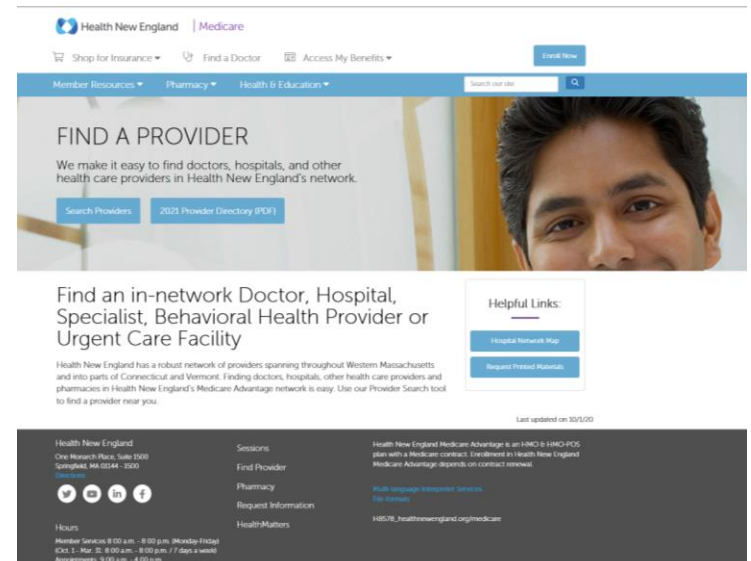 Health New England | Medicare
Shop for Insurance Find a Doctor Access My Benefits Enroll Now
Member Resources Pharmacy Health & Education Search our site
FIND A PROVIDER
We make it easy to find doctors, hospitals, and other
health care providers in Health New England's network.
Search Providers 2021 Provider Directory (PDF)
Find an in-network Doctor, Hospital,
Specialist, Behavioral Health Provider or
Urgent Care Facility
Health New England has a robust network of providers spanning throughout Western Massachusetts
and into parts of Connecticut and Vermont. Finding doctors, hospitals, other health care providers and
pharmacies in Health New England's Medicare Advantage network is easy. Use our Provider Search tool
to find a provider near you.
Helpful Links:
Hospital Network Map
Request Printed Materials
Last updated on 10/1/20
Health New England
One Monarch Place, Suite 1500
Springfield, MA 01144 - 1500
Directions
Hours
Member Services 8:00 a.m. - 8:00 p.m. (Monday-Friday)
(Oct. 1 - Mar. 31: 8:00 a.m. - 8:00 p.m. / 7 days a week)
Appointments: 9:00 a.m. - 4:00 p.m.
Sessions
Find Provider
Pharmacy
Request Information
HealthMatters
Health New England Medicare Advantage is an HMO & HMO-POS
plan with a Medicare contract. Enrollment in Health New England
Medicare Advantage depends on contract renewal.
Multi-language Interpreter Services
File formats
H8578_healthnewengland.org/medicare